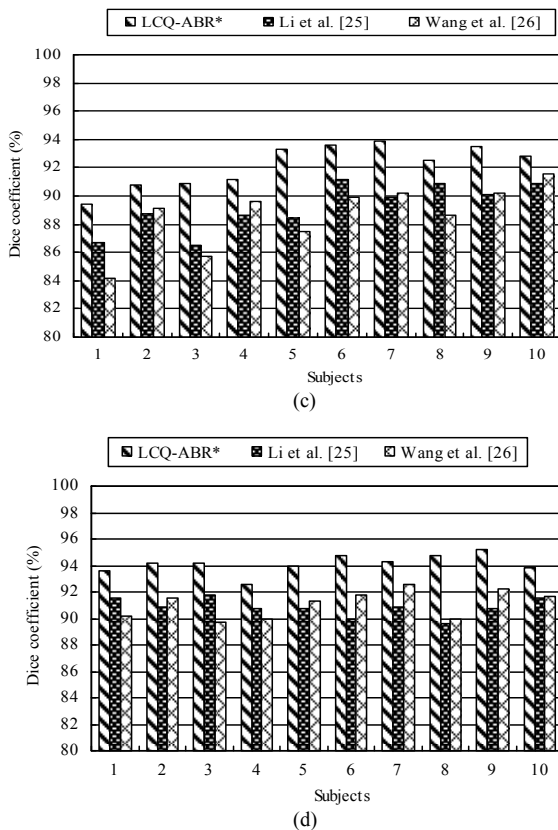 LCQ-ABR* Li et al. [25] Wang et al. [26]
Dice coefficient (%)
100
98
96
94
92
90
88
86
84
82
80
1 2 3 4 5 6 7 8 9 10
Subjects
(c)
LCQ-ABR* Li et al. [25] Wang et al. [26]
Dice coefficient (%)
100
98
96
94
92
90
88
86
84
82
80
1 2 3 4 5 6 7 8 9 10
Subjects
(d)